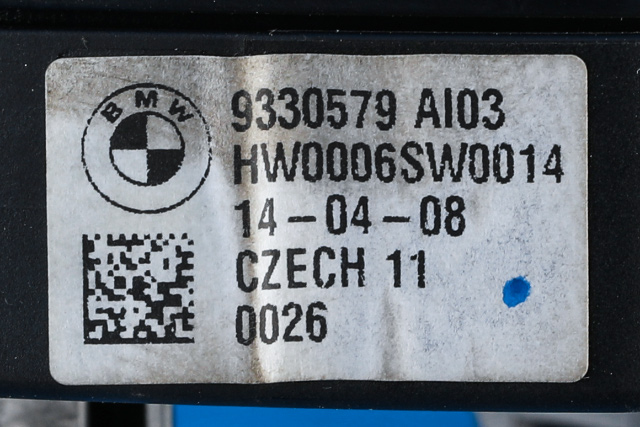 BMW
9330579 AI03
HW0006SW0014
14-04-08
CZECH 11
0026